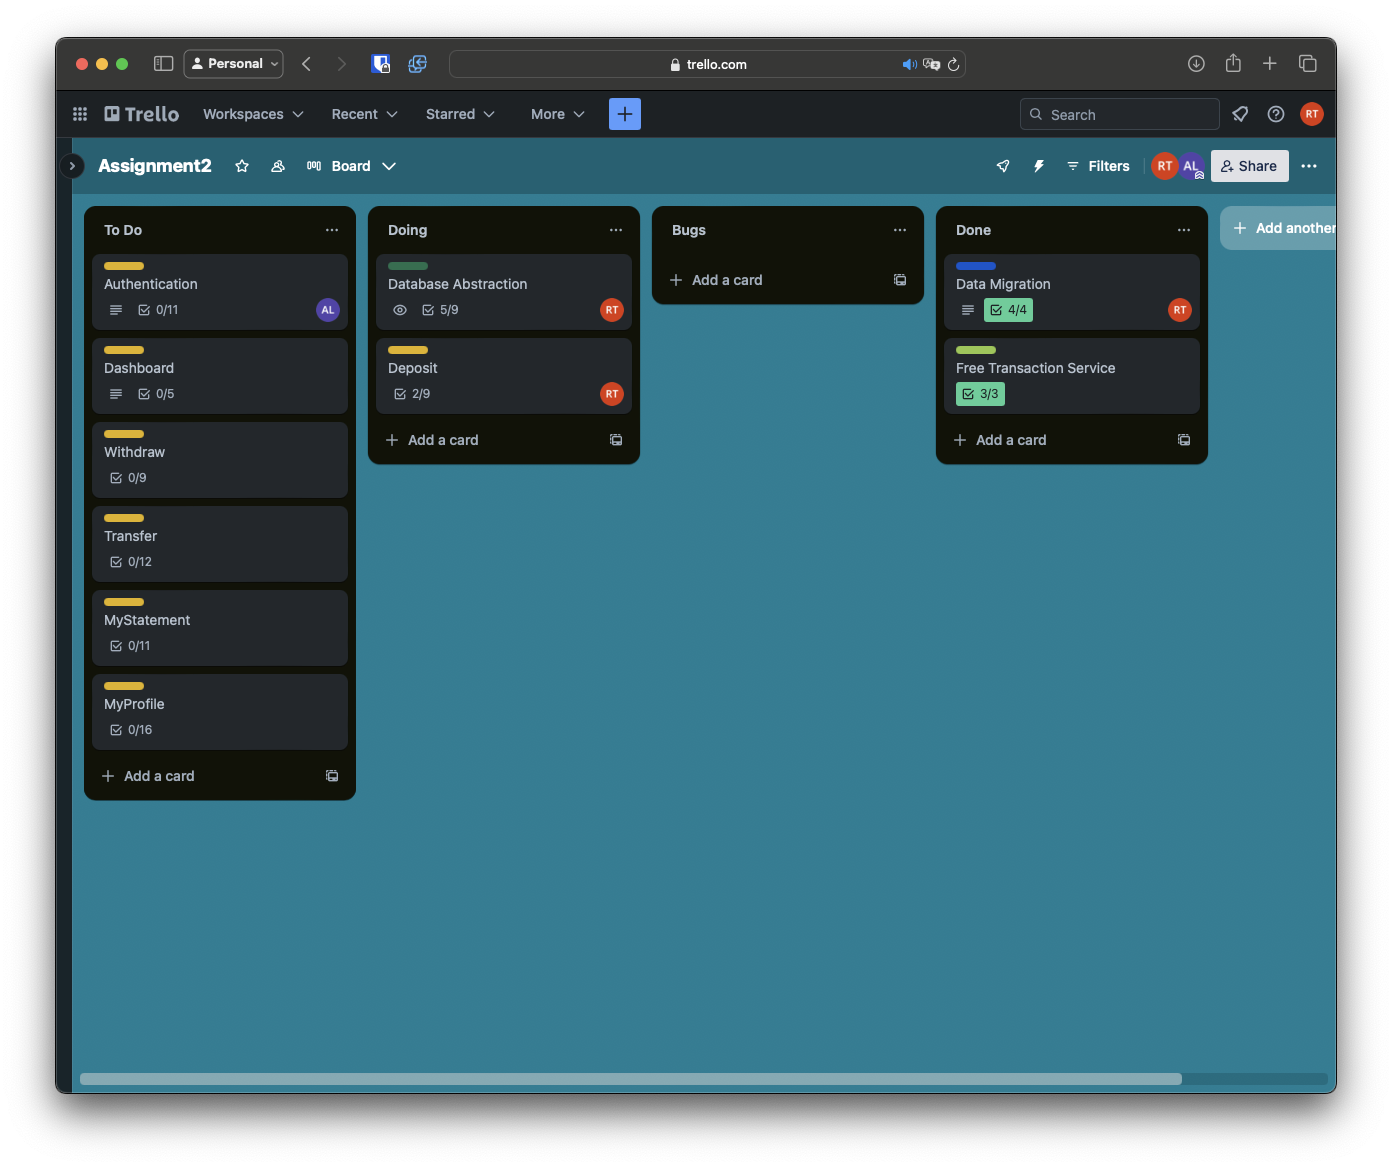 Personal
trello.com
Trello
Workspaces
Recent
Starred
More
Search
RT
Assignment2
Board
Filters
RT
AL
Share
To Do
Authentication
0/11
AL
Dashboard
0/5
Withdraw
0/9
Transfer
0/12
MyStatement
0/11
MyProfile
0/16
Add a card
Doing
Database Abstraction
5/9
RT
Deposit
2/9
RT
Add a card
Bugs
Add a card
Done
Data Migration
4/4
RT
Free Transaction Service
3/3
Add a card
Add another